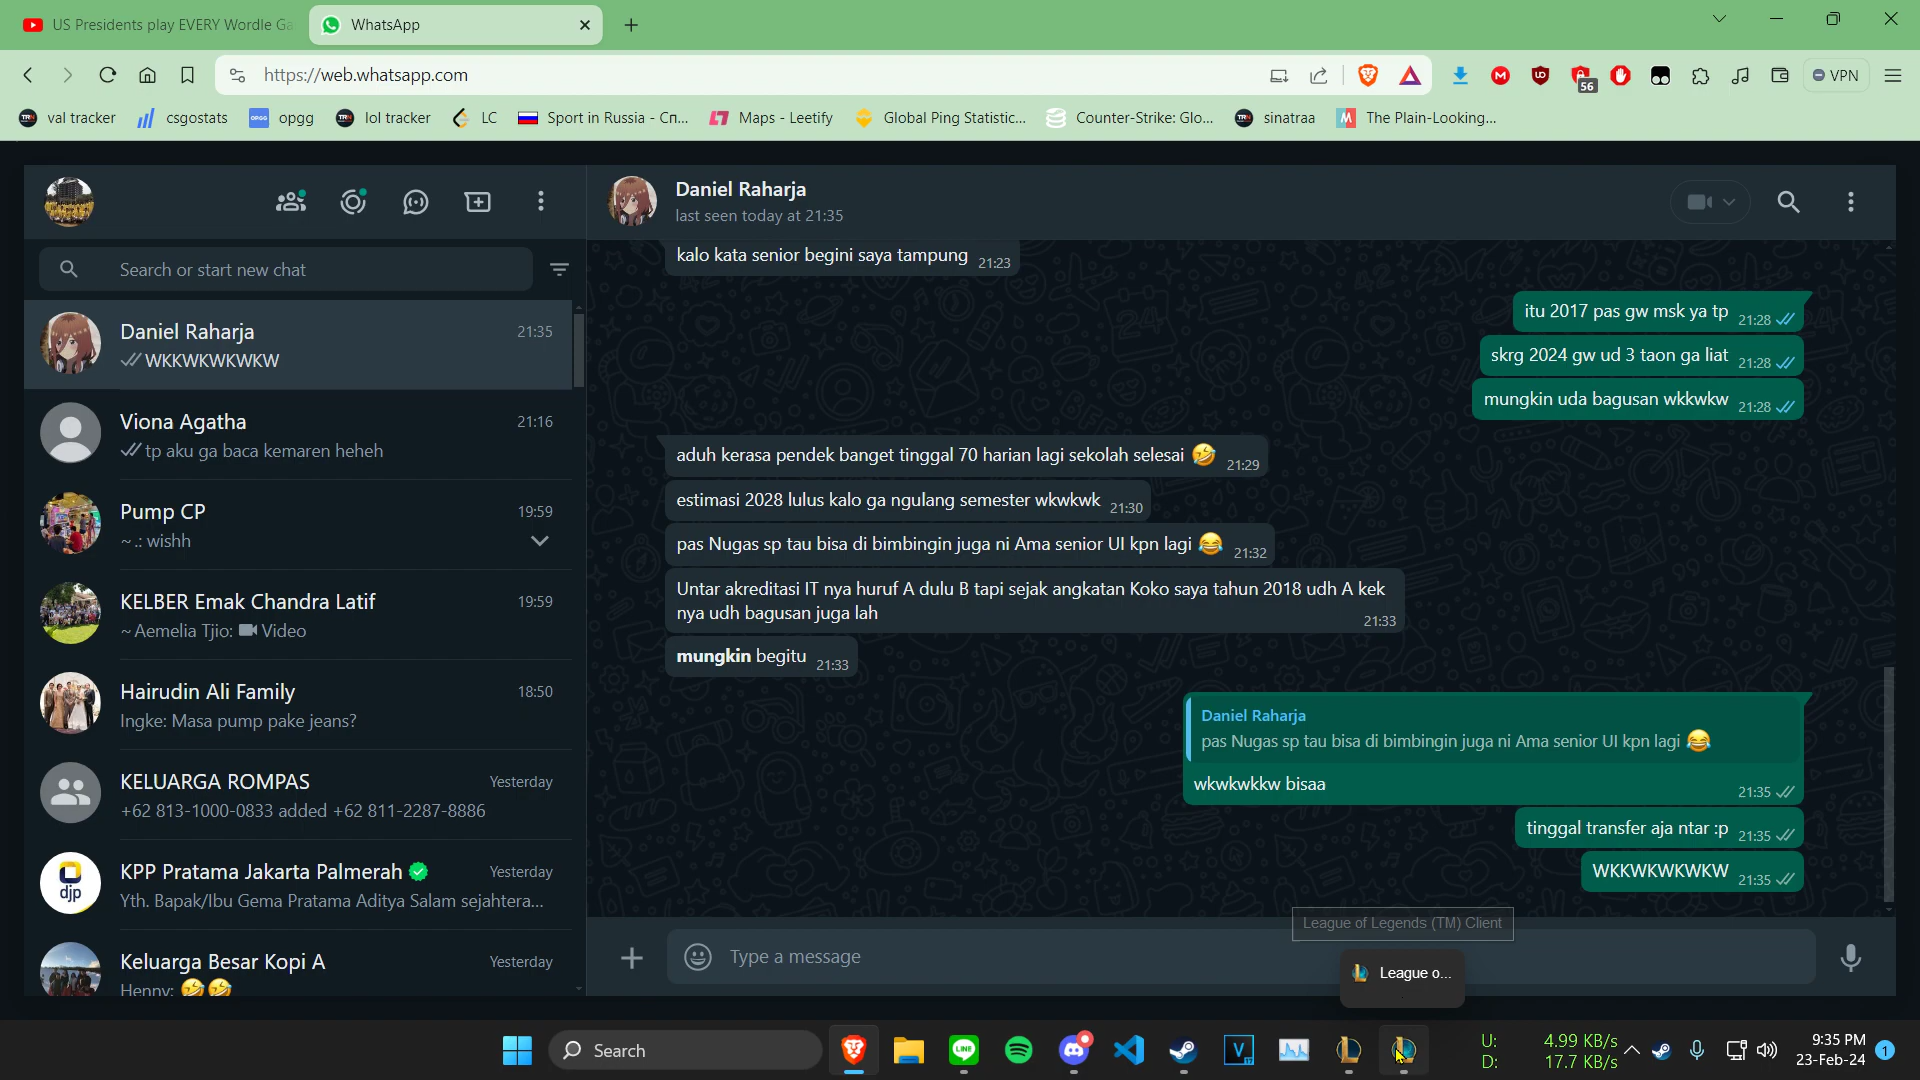 US Presidents play EVERY Wordle Ga
WhatsApp
https://web.whatsapp.com
56
VPN
val tracker
csgostats
opgg
lol tracker
LC
Sport in Russia - Сп...
Maps - Leetify
Global Ping Statistic...
Counter-Strike: Glo...
sinatraa
The Plain-Looking...
Search or start new chat
Daniel Raharja 21:35
WKKWKWKWKW
Viona Agatha 21:16
tp aku ga baca kemaren heheh
Pump CP 19:59
~ .: wishh
KELBER Emak Chandra Latif 19:59
~ Aemelia Tjio: Video
Hairudin Ali Family 18:50
Ingke: Masa pump pake jeans?
KELUARGA ROMPAS Yesterday
+62 813-1000-0833 added +62 811-2287-8886
djp
KPP Pratama Jakarta Palmerah Yesterday
Yth. Bapak/Ibu Gema Pratama Aditya Salam sejahtera...
Keluarga Besar Kopi A Yesterday
Henny: 🤣🤣
Daniel Raharja
last seen today at 21:35
kalo kata senior begini saya tampung 21:23
itu 2017 pas gw msk ya tp 21:28
skrg 2024 gw ud 3 taon ga liat 21:28
mungkin uda bagusan wkkwkw 21:28
aduh kerasa pendek banget tinggal 70 harian lagi sekolah selesai 🤣 21:29
estimasi 2028 lulus kalo ga ngulang semester wkwkwk 21:30
pas Nugas sp tau bisa di bimbingin juga ni Ama senior UI kpn lagi 😂 21:32
Untar akreditasi IT nya huruf A dulu B tapi sejak angkatan Koko saya tahun 2018 udh A kek
nya udh bagusan juga lah
21:33
mungkin begitu 21:33
Daniel Raharja
pas Nugas sp tau bisa di bimbingin juga ni Ama senior UI kpn lagi 😂
wkwkwkkw bisaa
21:35
tinggal transfer aja ntar :p 21:35
WKKWKWKWKW 21:35
League of Legends (TM) Client
Type a message
League o...
Search
U: 4.99 KB/s
D: 17.7 KB/s
9:35 PM
23-Feb-24
1